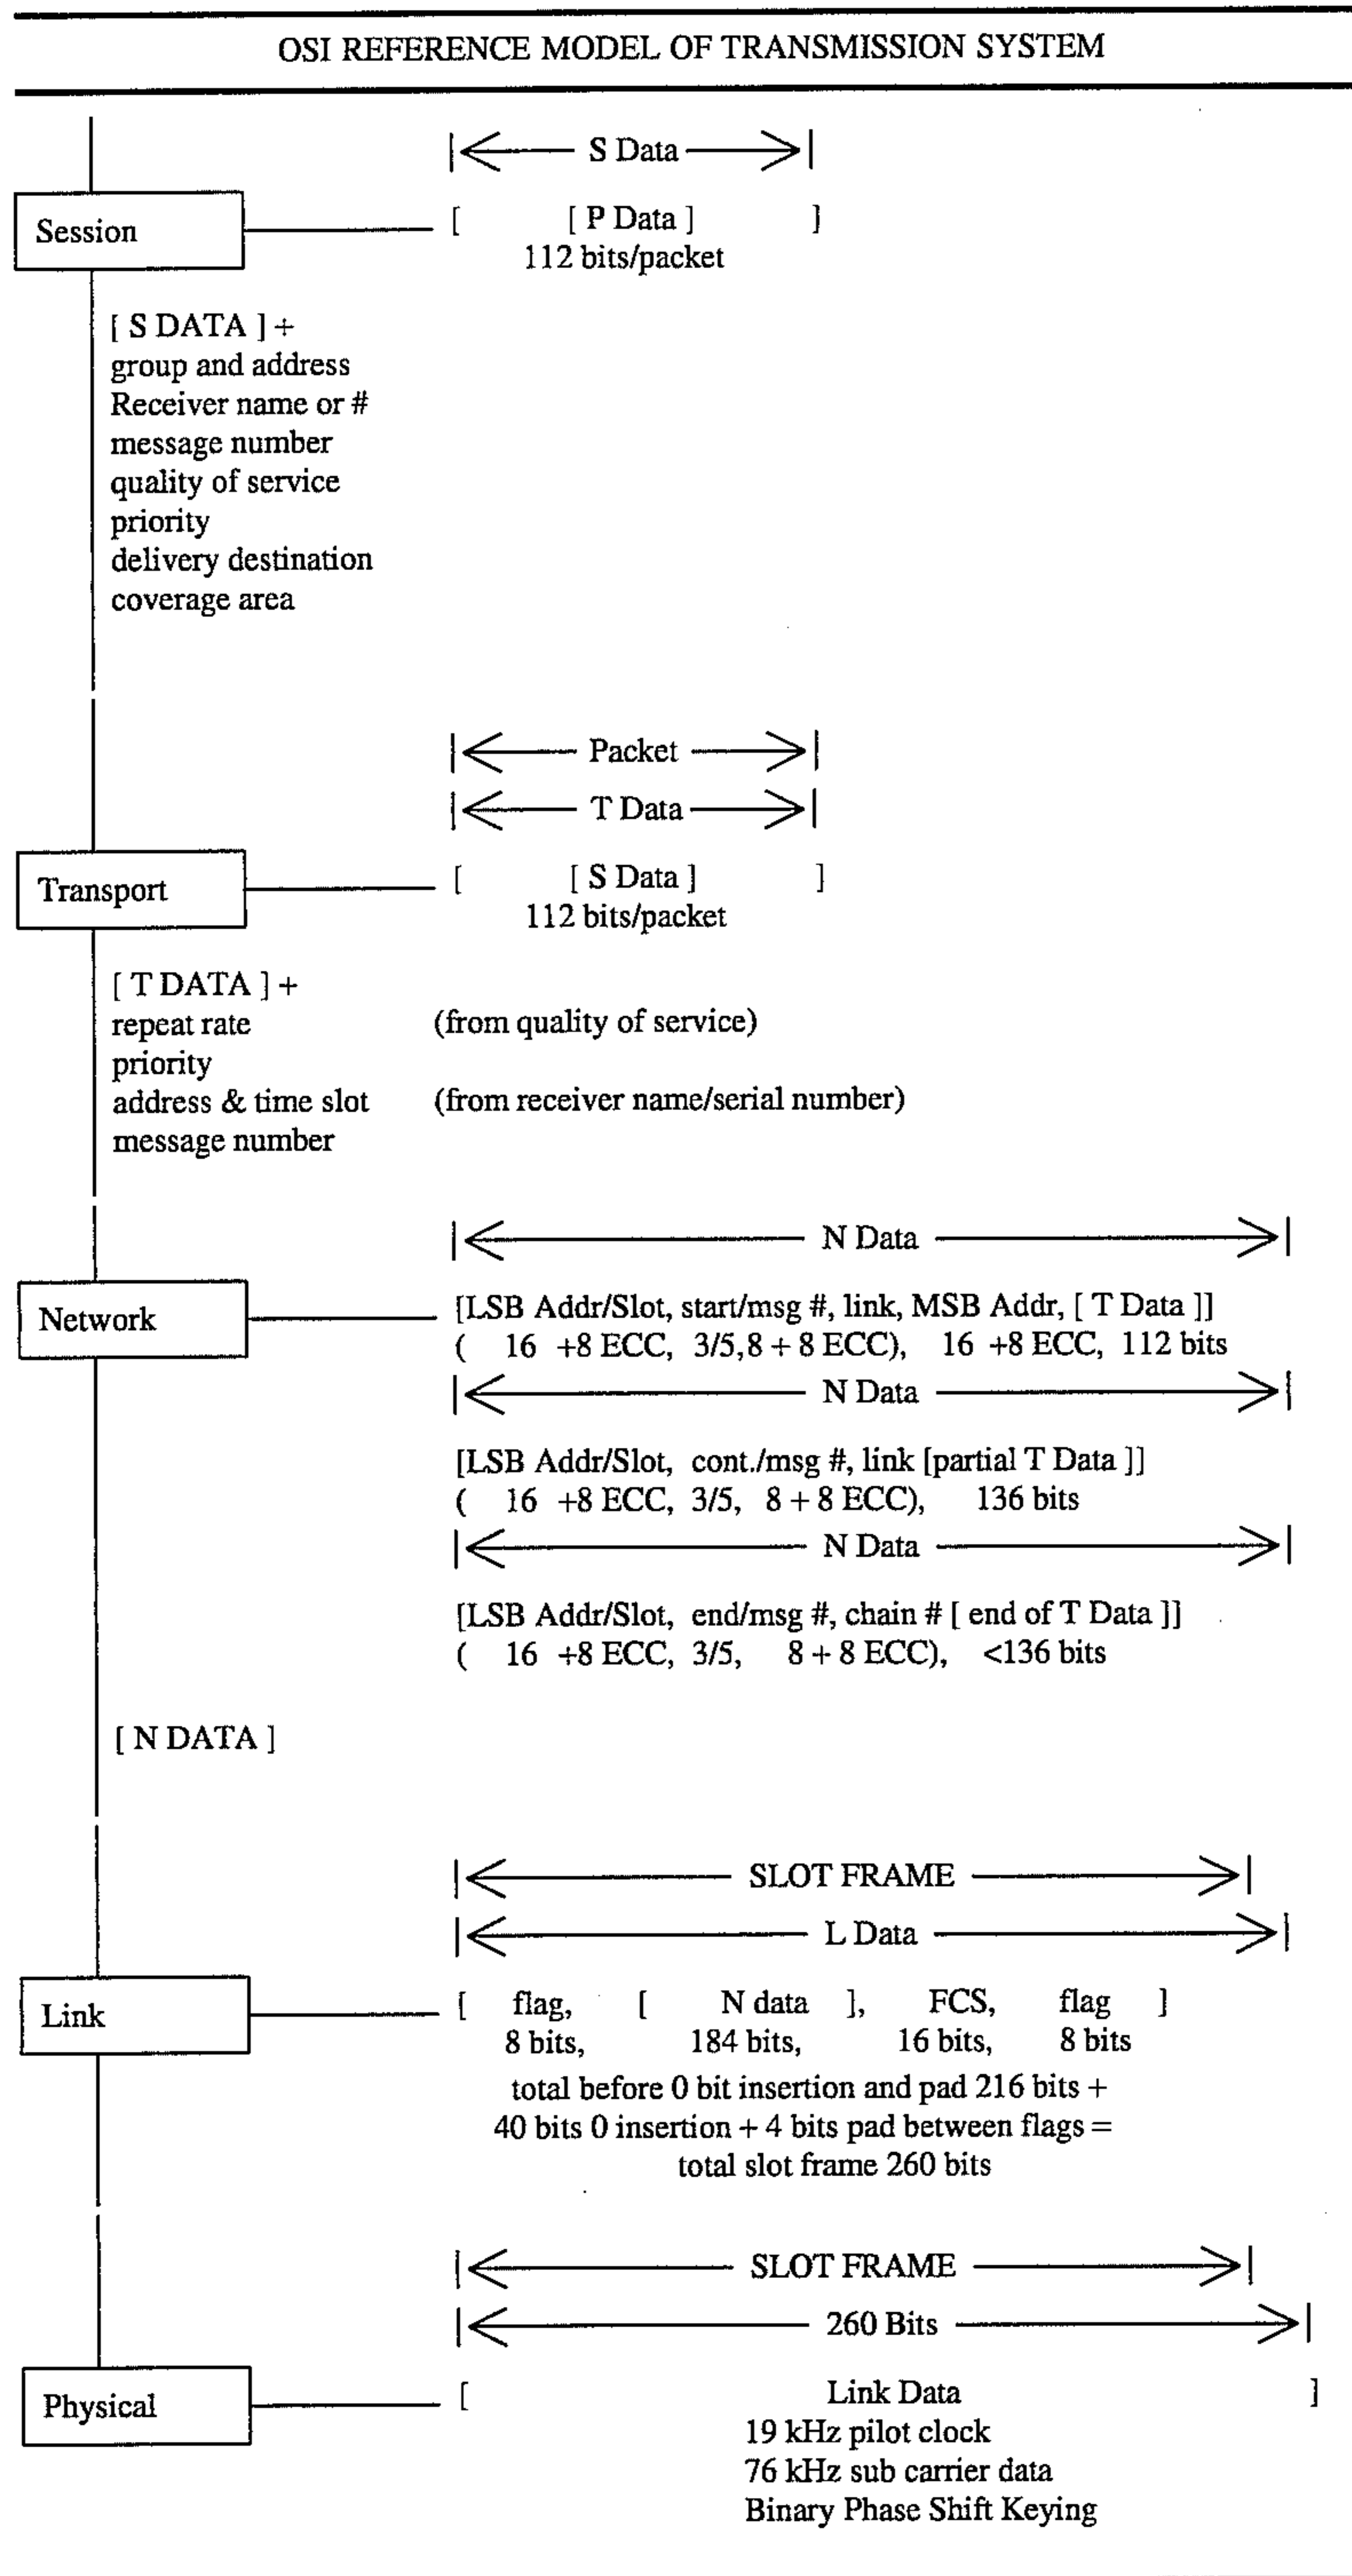 OSI REFERENCE MODEL OF TRANSMISSION SYSTEM
S Data
Session
[ [ P Data ] ]
112 bits/packet
[ S DATA ] +
group and address
Receiver name or #
message number
quality of service
priority
delivery destination
coverage area
Packet
T Data
Transport
[ [ S Data ] ]
112 bits/packet
[ T DATA ] +
repeat rate (from quality of service)
priority
address & time slot (from receiver name/serial number)
message number
N Data
Network
[LSB Addr/Slot, start/msg #, link, MSB Addr, [ T Data ]]
( 16 +8 ECC, 3/5,8 + 8 ECC), 16 +8 ECC, 112 bits
N Data
[LSB Addr/Slot, cont./msg #, link [partial T Data ]]
( 16 +8 ECC, 3/5, 8 + 8 ECC), 136 bits
N Data
[LSB Addr/Slot, end/msg #, chain # [ end of T Data ]]
( 16 +8 ECC, 3/5, 8 + 8 ECC), <136 bits
[ N DATA ]
SLOT FRAME
L Data
Link
[ flag, [ N data ], FCS, flag ]
8 bits, 184 bits, 16 bits, 8 bits
total before 0 bit insertion and pad 216 bits +
40 bits 0 insertion + 4 bits pad between flags =
total slot frame 260 bits
SLOT FRAME
260 Bits
Physical
[ Link Data ]
19 kHz pilot clock
76 kHz sub carrier data
Binary Phase Shift Keying